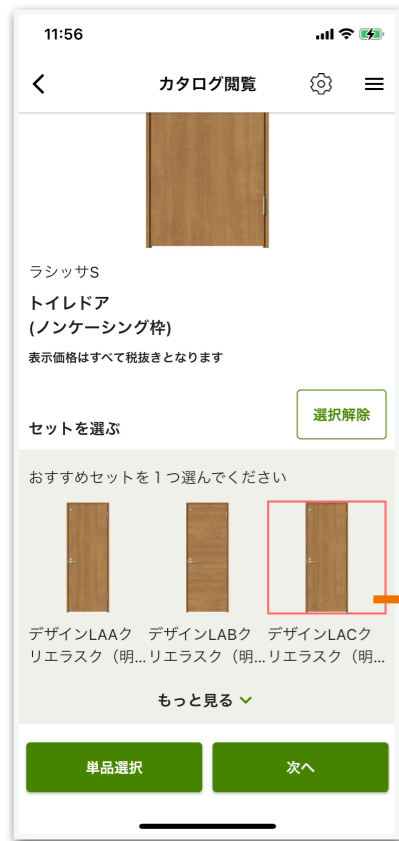 11:56
カタログ閲覧
ラシッサS
トイレドア
(ノンケーシング枠)
表示価格はすべて税抜きとなります
セットを選ぶ
選択解除
おすすめセットを１つ選んでください
デザインLAAク
リエラスク（明...
デザインLABク
リエラスク（明...
デザインLACク
リエラスク（明...
もっと見る
単品選択
次へ